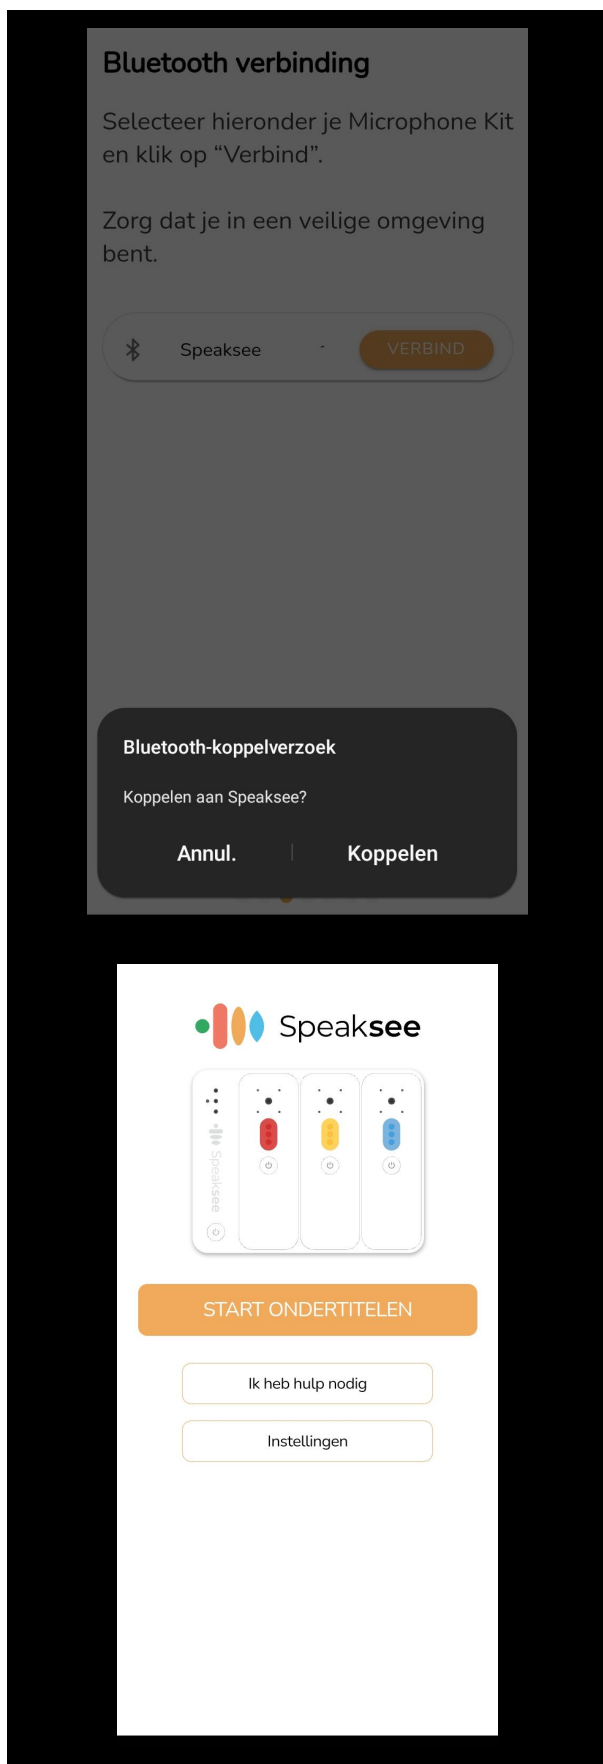 Bluetooth verbinding
Selecteer hieronder je Microphone Kit
en klik op “Verbind”.
Zorg dat je in een veilige omgeving
bent.
Speaksee - VERBIND
Bluetooth-koppelverzoek
Koppelen aan Speaksee?
Annul. | Koppelen
Speaksee
Speaksee
START ONDERTITELEN
Ik heb hulp nodig
Instellingen